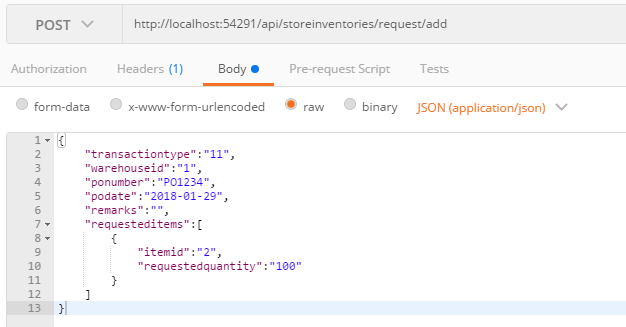 POST http://localhost:54291/api/storeinventories/request/add
Authorization Headers (1) Body Pre-request Script Tests
form-data x-www-form-urlencoded raw binary JSON (application/json)
1 {
2 "transactiontype":"11",
3 "warehouseid":"1",
4 "ponumber":"PO1234",
5 "podate":"2018-01-29",
6 "remarks":"",
7 "requesteditems":[
8 {
9 "itemid":"2",
10 "requestedquantity":"100"
11 }
12 ]
13 }